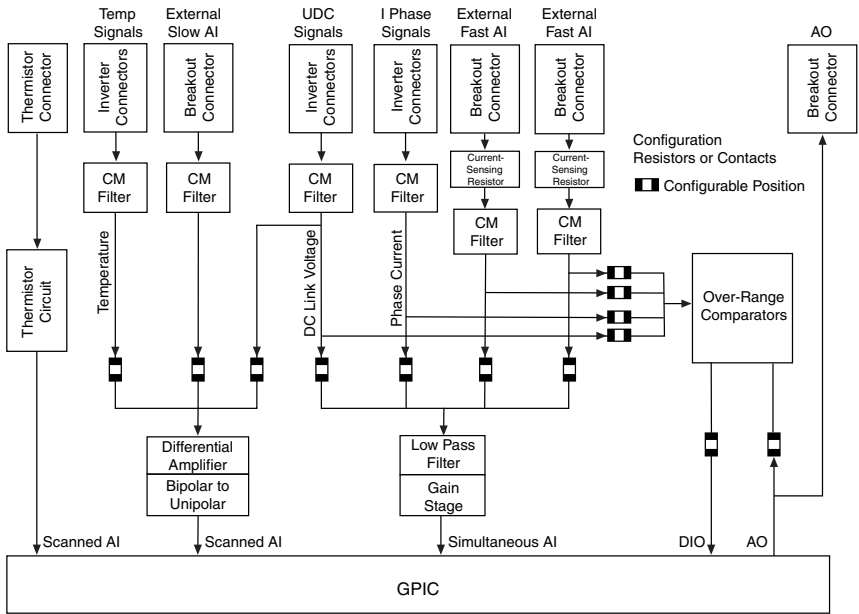 Temp
Signals
External
Slow AI
UDC
Signals
I Phase
Signals
External
Fast AI
External
Fast AI
AO
Thermistor
Connector
Inverter
Connectors
Breakout
Connector
Inverter
Connectors
Inverter
Connectors
Breakout
Connector
Breakout
Connector
Breakout
Connector
Configuration
Resistors or Contacts
Configurable Position
CM
Filter
CM
Filter
CM
Filter
CM
Filter
Current-
Sensing
Resistor
Current-
Sensing
Resistor
CM
Filter
CM
Filter
Thermistor
Circuit
Temperature
DC Link Voltage
Phase Current
Over-Range
Comparators
Differential
Amplifier
Bipolar to
Unipolar
Low Pass
Filter
Gain
Stage
Scanned AI
Scanned AI
Simultaneous AI
DIO
AO
GPIC